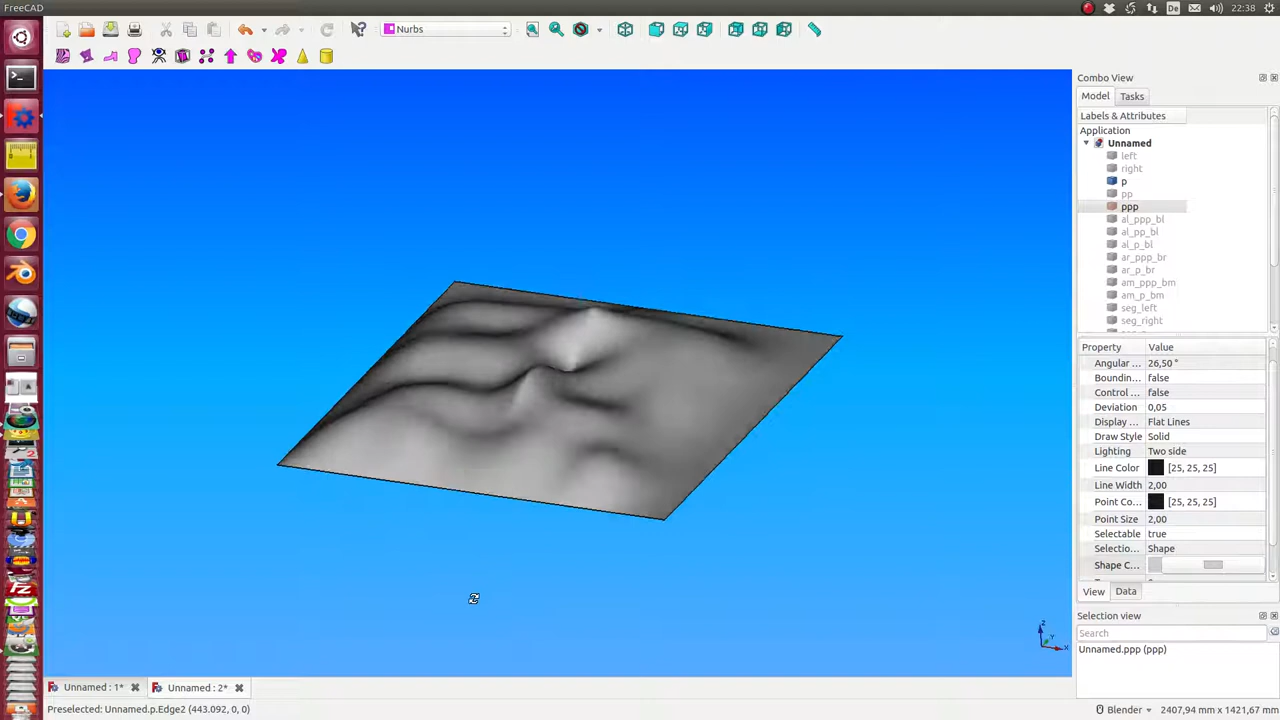 FreeCAD
De
22:38
Nurbs
Combo View
Model
Tasks
Labels & Attributes
Application
Unnamed
left
right
p
pp
ppp
al_ppp_bl
al_pp_bl
al_p_bl
ar_ppp_br
ar_p_br
am_ppp_bm
am_p_bm
seg_left
seg_right
Property Value
Angular ... 26,50 °
Boundin... false
Control ... false
Deviation 0,05
Display ... Flat Lines
Draw Style Solid
Lighting Two side
Line Color [25, 25, 25]
Line Width 2,00
Point Co... [25, 25, 25]
Point Size 2,00
Selectable true
Selectio... Shape
Shape C...
View
Data
Selection view
Search
Unnamed.ppp (ppp)
z
Y
x
Unnamed : 1*
Unnamed : 2*
Preselected: Unnamed.p.Edge2 (443.092, 0, 0)
Blender
2407,94 mm x 1421,67 mm